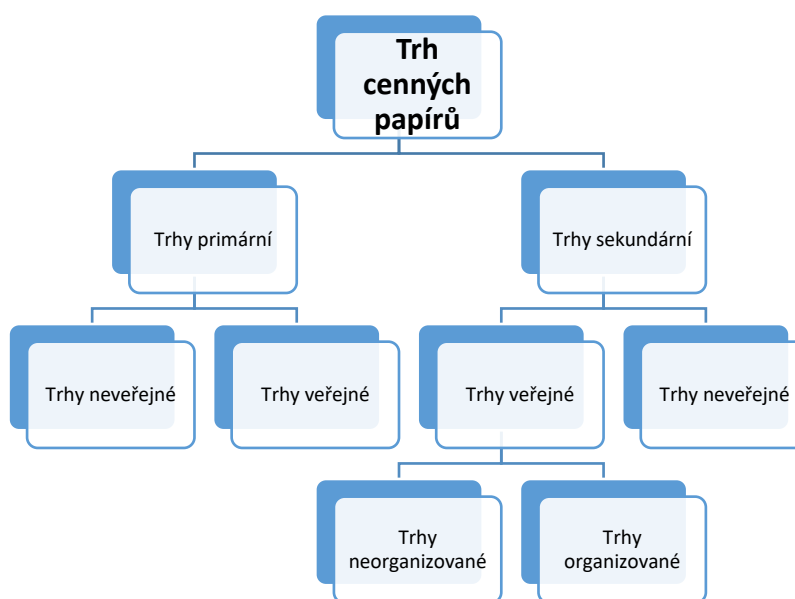 Trh
cenných
papírů
Trhy primární
Trhy sekundární
Trhy neveřejné
Trhy veřejné
Trhy veřejné
Trhy neveřejné
Trhy
neorganizované
Trhy
organizované